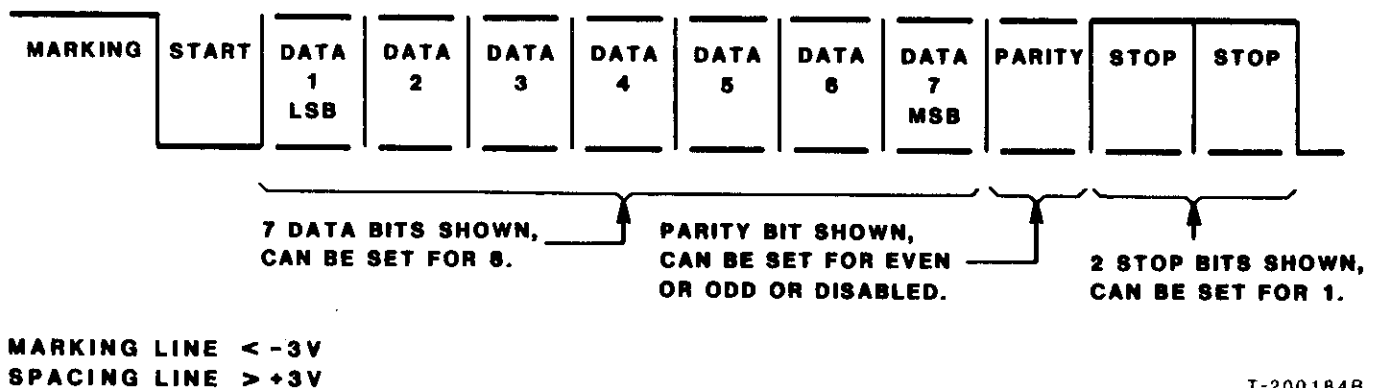 MARKING START DATA DATA DATA DATA DATA DATA DATA PARITY STOP STOP
1 2 3 4 5 6 7
LSB MSB
7 DATA BITS SHOWN,
CAN BE SET FOR 8.
PARITY BIT SHOWN,
CAN BE SET FOR EVEN
OR ODD OR DISABLED.
2 STOP BITS SHOWN,
CAN BE SET FOR 1.
MARKING LINE < -3V
SPACING LINE > +3V
T-200184B